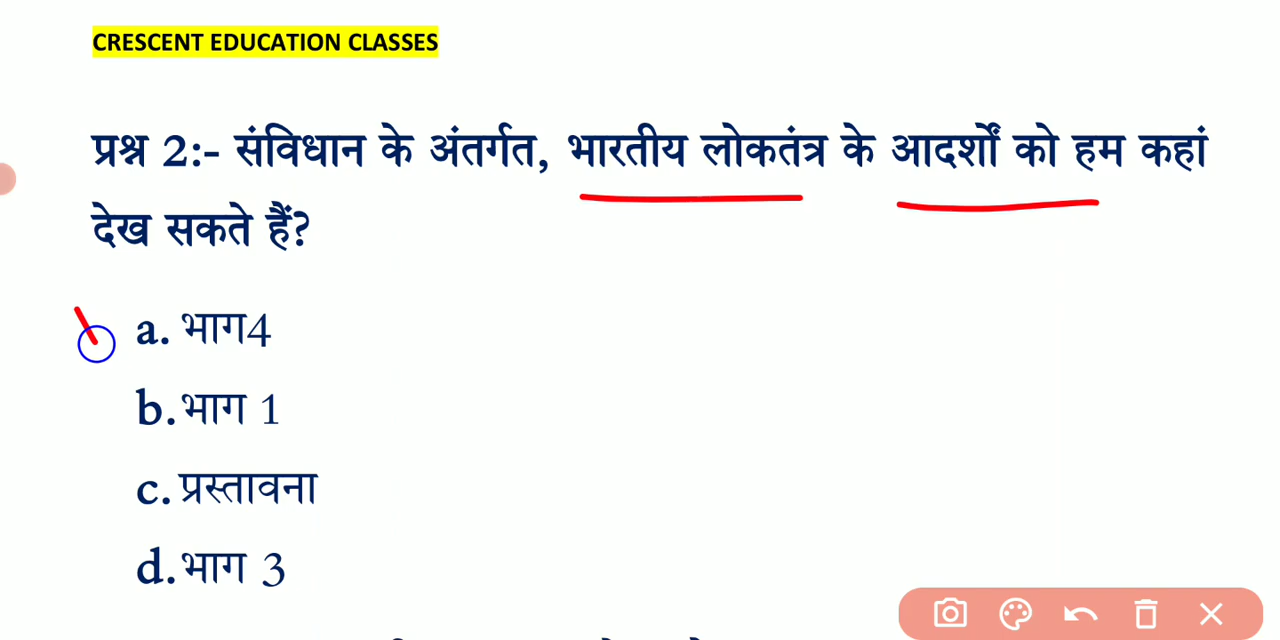 CRESCENT EDUCATION CLASSES
प्रश्न 2:- संविधान के अंतर्गत, भारतीय लोकतंत्र के आदर्शों को हम कहां
देख सकते हैं?
a. भाग4
b. भाग 1
c. प्रस्तावना
d. भाग 3